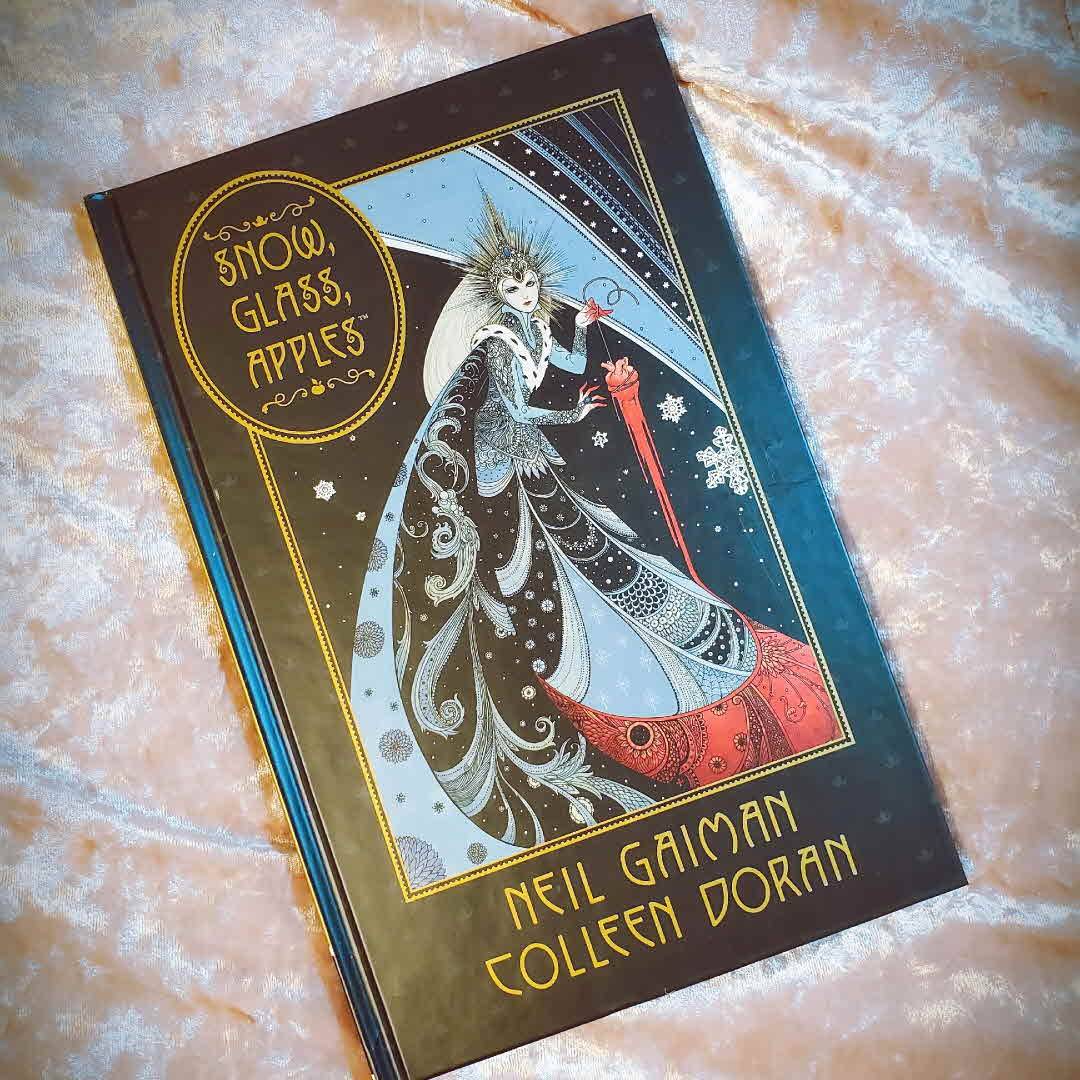 SNOW,
GLASS,
APPLES™
NEIL GAIMAN
COLLEEN DORAN